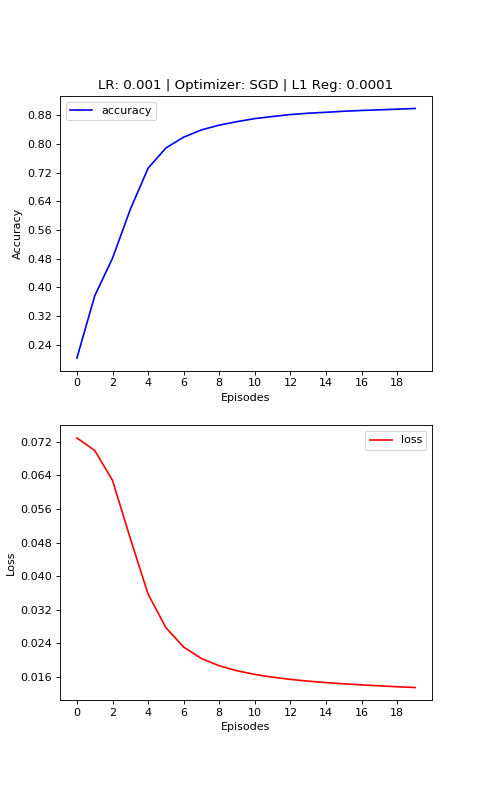 LR: 0.001 | Optimizer: SGD | L1 Reg: 0.0001
accuracy
0.88
0.80
0.72
0.64
0.56
0.48
0.40
0.32
0.24
Accuracy
0 2 4 6 8 10 12 14 16 18
Episodes
loss
0.072
0.064
0.056
0.048
0.040
0.032
0.024
0.016
Loss
0 2 4 6 8 10 12 14 16 18
Episodes